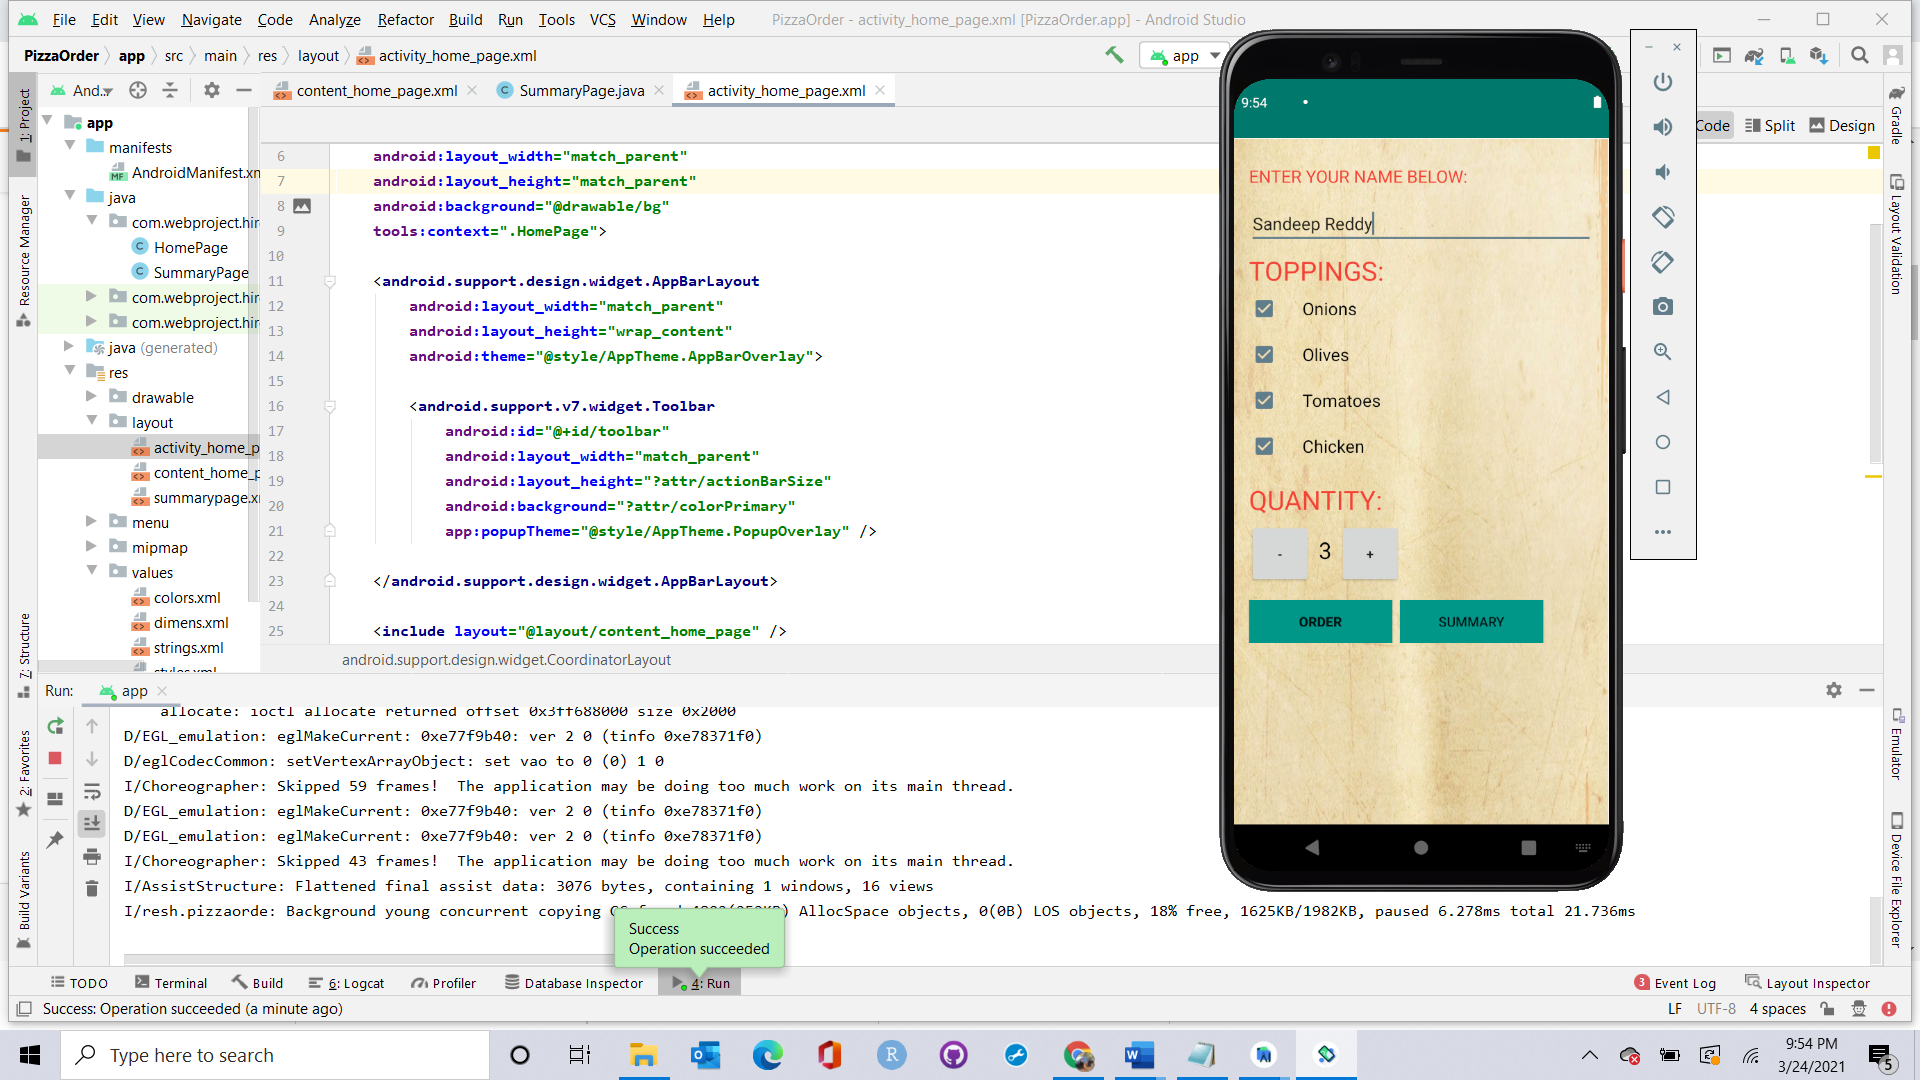 File Edit View Navigate Code Analyze Refactor Build Run Tools VCS Window Help PizzaOrder - activity_home_page.xml [PizzaOrder.app] - Android Studio
PizzaOrder app src main res layout activity_home_page.xml app
And... content_home_page.xml SummaryPage.java activity_home_page.xml
Code Split Design
1: Project
Resource Manager
7: Structure
2: Favorites
Build Variants
app
manifests
AndroidManifest.xn
java
com.webproject.hir
HomePage
SummaryPage
com.webproject.hir
com.webproject.hir
java (generated)
res
drawable
layout
activity_home_p
content_home_p
summarypage.x
menu
mipmap
values
colors.xml
dimens.xml
strings.xml
styles.xml
6 android:layout_width="match_parent"
7 android:layout_height="match_parent"
8 android:background="@drawable/bg"
9 tools:context=".HomePage">
10
11 <android.support.design.widget.AppBarLayout
12 android:layout_width="match_parent"
13 android:layout_height="wrap_content"
14 android:theme="@style/AppTheme.AppBarOverlay">
15
16 <android.support.v7.widget.Toolbar
17 android:id="@+id/toolbar"
18 android:layout_width="match_parent"
19 android:layout_height="?attr/actionBarSize"
20 android:background="?attr/colorPrimary"
21 app:popupTheme="@style/AppTheme.PopupOverlay" />
22
23 </android.support.design.widget.AppBarLayout>
24
25 <include layout="@layout/content_home_page" />
android.support.design.widget.CoordinatorLayout
9:54
ENTER YOUR NAME BELOW:
Sandeep Reddy
TOPPINGS:
Onions
Olives
Tomatoes
Chicken
QUANTITY:
- 3 +
ORDER SUMMARY
Gradle
Layout Validation
Emulator
Device File Explorer
Run: app
allocate: ioctl allocate returned offset 0x3ff688000 size 0x2000
D/EGL_emulation: eglMakeCurrent: 0xe77f9b40: ver 2 0 (tinfo 0xe78371f0)
D/eglCodecCommon: setVertexArrayObject: set vao to 0 (0) 1 0
I/Choreographer: Skipped 59 frames!  The application may be doing too much work on its main thread.
D/EGL_emulation: eglMakeCurrent: 0xe77f9b40: ver 2 0 (tinfo 0xe78371f0)
D/EGL_emulation: eglMakeCurrent: 0xe77f9b40: ver 2 0 (tinfo 0xe78371f0)
I/Choreographer: Skipped 43 frames!  The application may be doing too much work on its main thread.
I/AssistStructure: Flattened final assist data: 3076 bytes, containing 1 windows, 16 views
I/resh.pizzaorde: Background young concurrent copying AllocSpace objects, 0(0B) LOS objects, 18% free, 1625KB/1982KB, paused 6.278ms total 21.736ms
Success
Operation succeeded
TODO Terminal Build 6: Logcat Profiler Database Inspector 4: Run 3 Event Log Layout Inspector
Success: Operation succeeded (a minute ago) LF UTF-8 4 spaces
Type here to search
9:54 PM
3/24/2021
5